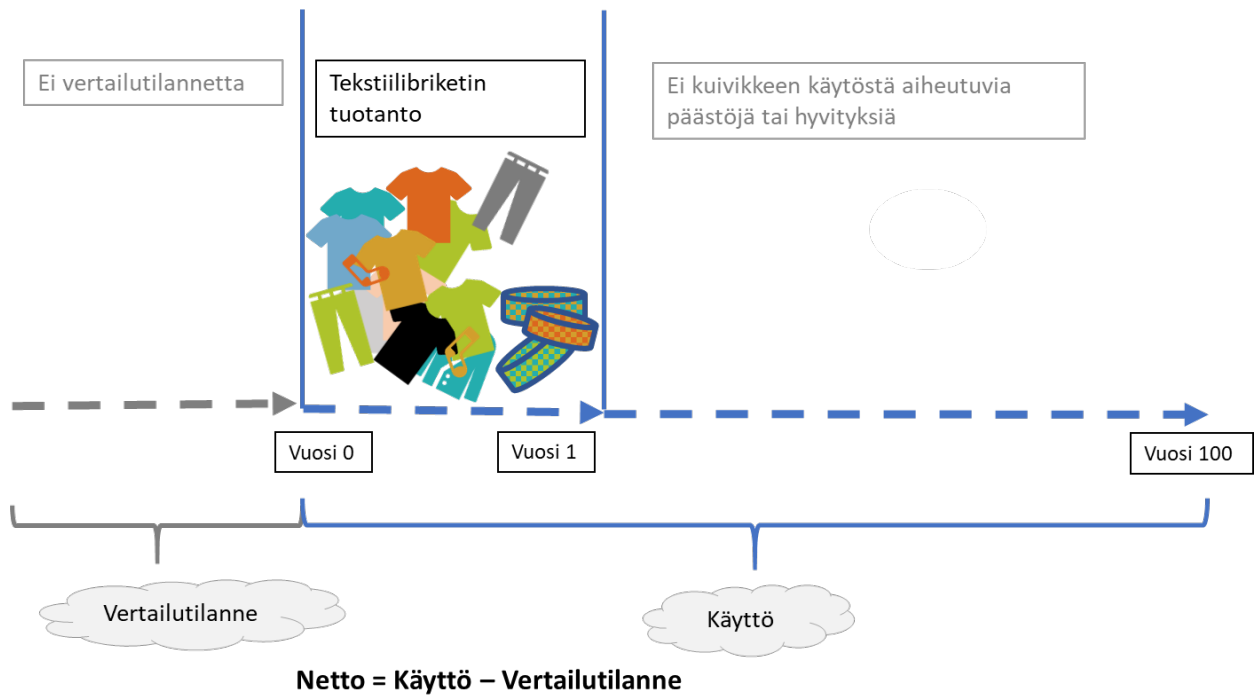 Ei vertailutilannetta
Tekstiilibriketin
tuotanto
Ei kuivikkeen käytöstä aiheutuvia
päästöjä tai hyvityksiä
Vuosi 0
Vuosi 1
Vuosi 100
Vertailutilanne
Käyttö
Netto = Käyttö – Vertailutilanne